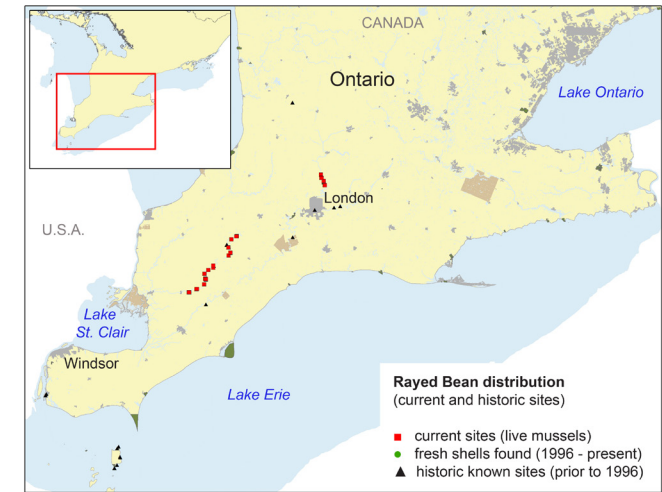 CANADA
Ontario
Lake Ontario
London
U.S.A.
Lake
St. Clair
Windsor
Lake Erie
Rayed Bean distribution
(current and historic sites)
current sites (live mussels)
fresh shells found (1996 - present)
historic known sites (prior to 1996)